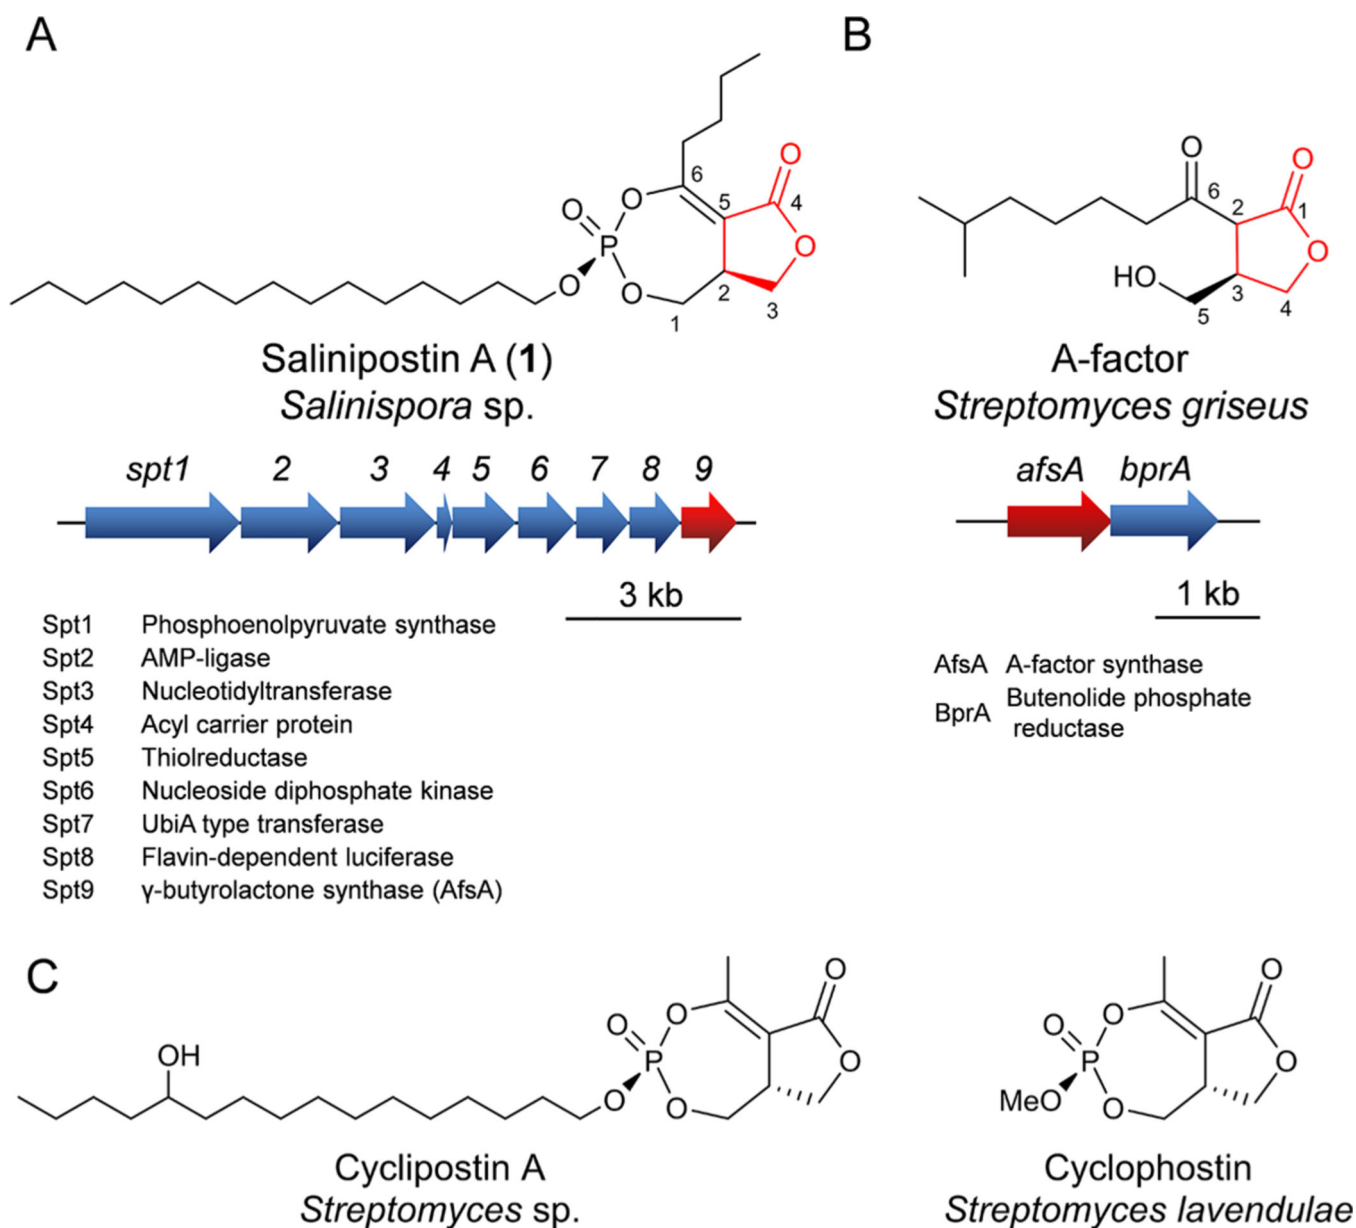 A
B
O
O
P
O
O
O
O
6
5
4
2
1
3
O
O
O
HO
6
2
1
3
4
5
Salinipostin A (1)
Salinispora sp.
A-factor
Streptomyces griseus
spt1 2 3 4 5 6 7 8 9
afsA bprA
3 kb
1 kb
Spt1 Phosphoenolpyruvate synthase
Spt2 AMP-ligase
Spt3 Nucleotidyltransferase
Spt4 Acyl carrier protein
Spt5 Thiolreductase
Spt6 Nucleoside diphosphate kinase
Spt7 UbiA type transferase
Spt8 Flavin-dependent luciferase
Spt9 γ-butyrolactone synthase (AfsA)
AfsA A-factor synthase
BprA Butenolide phosphate
reductase
C
OH
O
O
P
O
O
O
O
O
O
P
MeO
O
O
O
Cyclipostin A
Streptomyces sp.
Cyclophostin
Streptomyces lavendulae